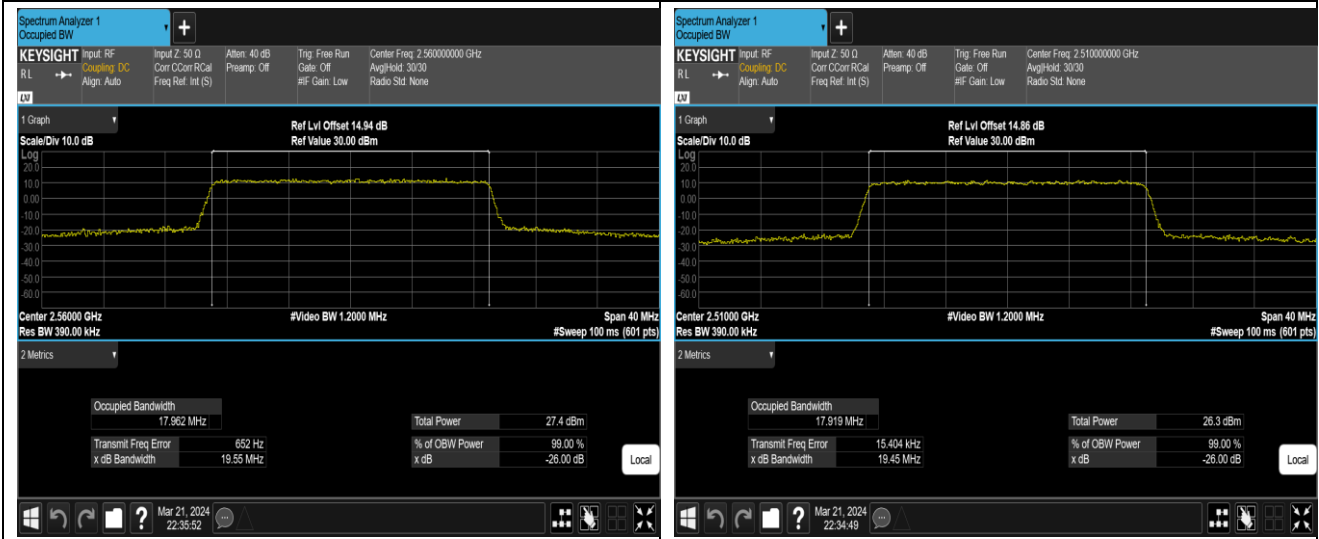 Spectrum Analyzer 1
Occupied BW
+
KEYSIGHT Input: RF Input Z: 50 Ω Atten: 40 dB Trig: Free Run Center Freq: 2.560000000 GHz
RL Coupling: DC Corr CCorr RCal Preamp: Off Gate: Off Avg|Hold: 30/30
Align: Auto Freq Ref: Int (S) #IF Gain: Low Radio Std: None
LXI
1 Graph
Ref Lvl Offset 14.94 dB
Scale/Div 10.0 dB Ref Value 30.00 dBm
Log
20.0
10.0
0.00
-10.0
-20.0
-30.0
-40.0
-50.0
-60.0
Center 2.56000 GHz #Video BW 1.2000 MHz Span 40 MHz
Res BW 390.00 kHz #Sweep 100 ms (601 pts)
2 Metrics
Occupied Bandwidth
17.962 MHz Total Power 27.4 dBm
Transmit Freq Error 652 Hz % of OBW Power 99.00 %
x dB Bandwidth 19.55 MHz x dB -26.00 dB
Local
? Mar 21, 2024
22:35:52
Spectrum Analyzer 1
Occupied BW
+
KEYSIGHT Input: RF Input Z: 50 Ω Atten: 40 dB Trig: Free Run Center Freq: 2.510000000 GHz
RL Coupling: DC Corr CCorr RCal Preamp: Off Gate: Off Avg|Hold: 30/30
Align: Auto Freq Ref: Int (S) #IF Gain: Low Radio Std: None
LXI
1 Graph
Ref Lvl Offset 14.86 dB
Scale/Div 10.0 dB Ref Value 30.00 dBm
Log
20.0
10.0
0.00
-10.0
-20.0
-30.0
-40.0
-50.0
-60.0
Center 2.51000 GHz #Video BW 1.2000 MHz Span 40 MHz
Res BW 390.00 kHz #Sweep 100 ms (601 pts)
2 Metrics
Occupied Bandwidth
17.919 MHz Total Power 26.3 dBm
Transmit Freq Error 15.404 kHz % of OBW Power 99.00 %
x dB Bandwidth 19.45 MHz x dB -26.00 dB
Local
? Mar 21, 2024
22:34:49